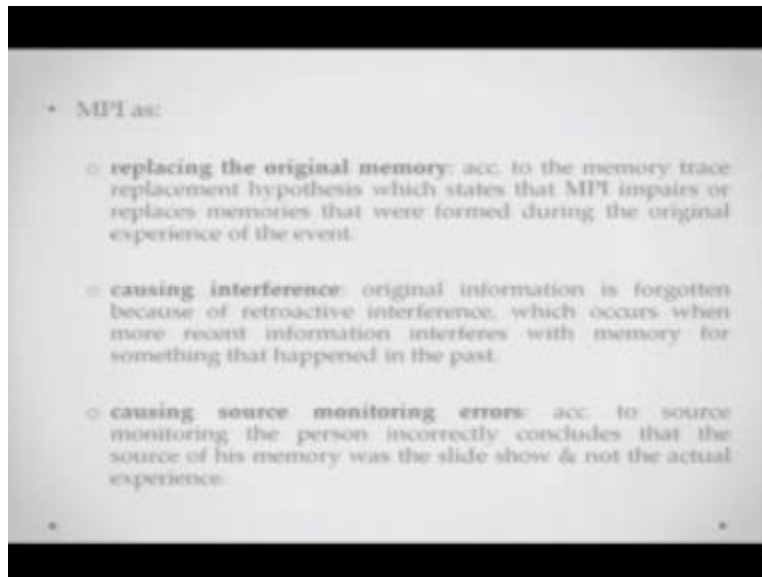 • MPI as:
o replacing the original memory: acc. to the memory trace
replacement hypothesis which states that MPI impairs or
replaces memories that were formed during the original
experience of the event.
o causing interference: original information is forgotten
because of retroactive interference, which occurs when
more recent information interferes with memory for
something that happened in the past.
o causing source monitoring errors: acc. to source
monitoring the person incorrectly concludes that the
source of his memory was the slide show & not the actual
experience.